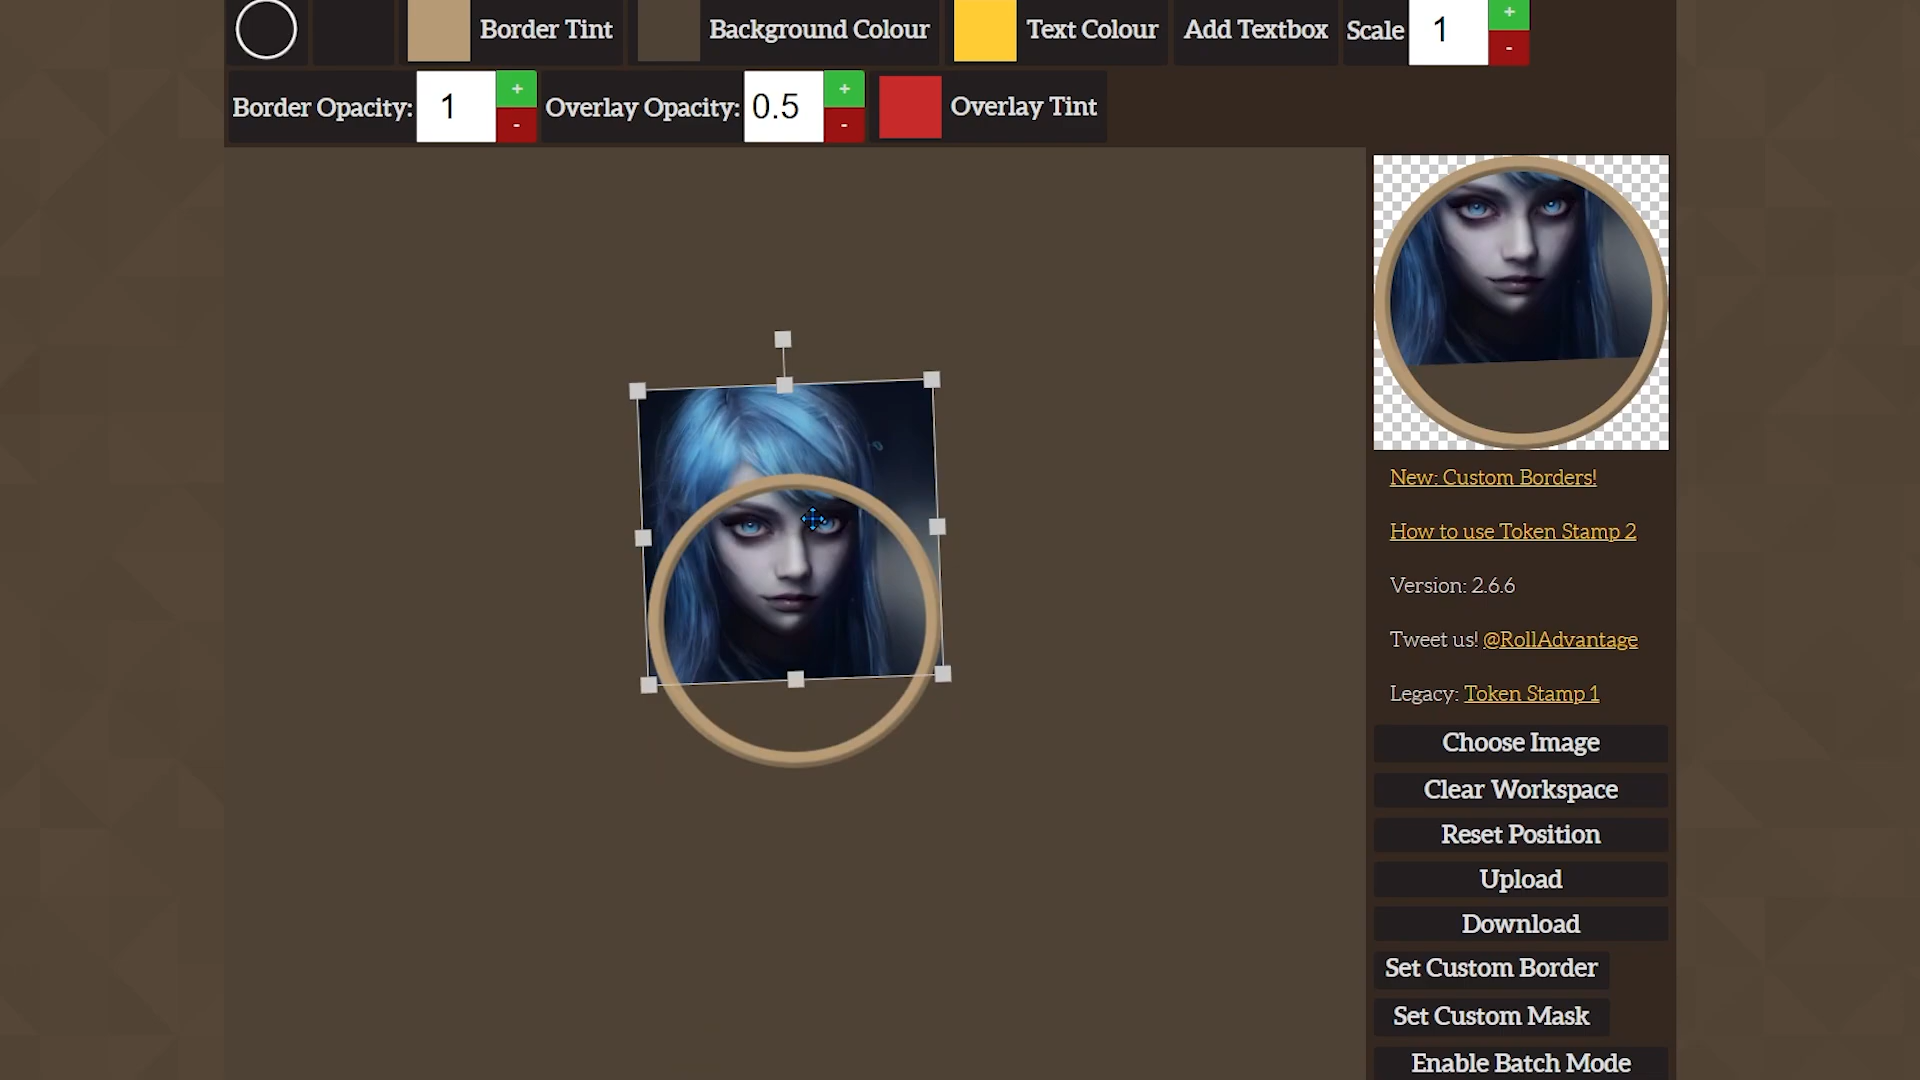 Border Tint
Background Colour
Text Colour
Add Textbox
Scale
1
+
-
Border Opacity:
1
+
-
Overlay Opacity:
0.5
+
-
Overlay Tint
New: Custom Borders!
How to use Token Stamp 2
Version: 2.6.6
Tweet us! @RollAdvantage
Legacy: Token Stamp 1
Choose Image
Clear Workspace
Reset Position
Upload
Download
Set Custom Border
Set Custom Mask
Enable Batch Mode